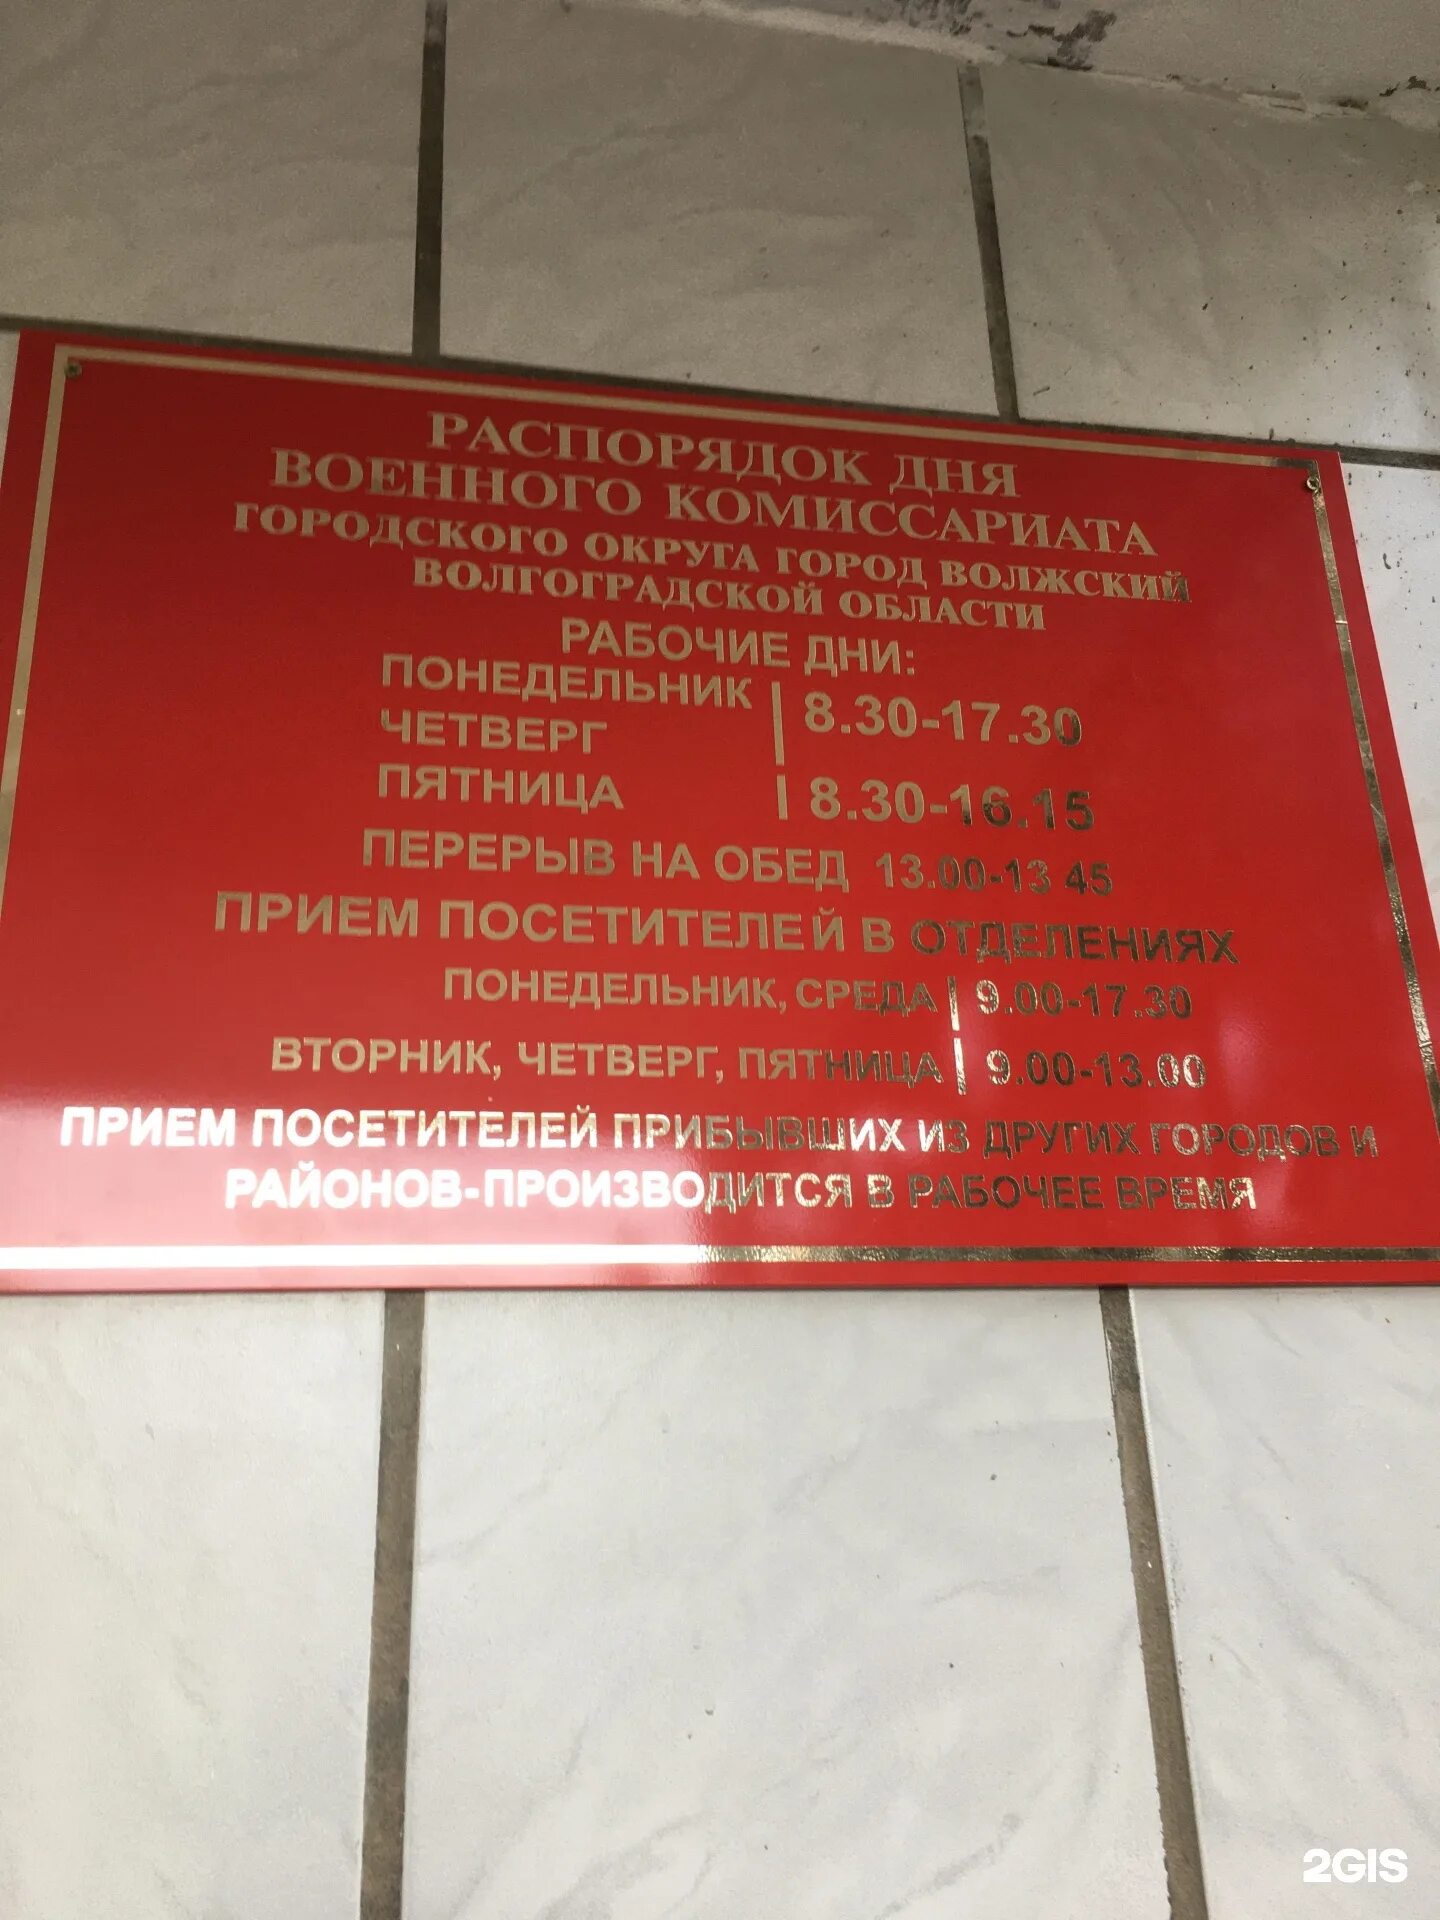 РАСПОРЯДОК ДНЯ
ВОЕННОГО КОМИССАРИАТА
ГОРОДСКОГО ОКРУГА ГОРОД ВОЛЖСКИЙ
ВОЛГОГРАДСКОЙ ОБЛАСТИ
РАБОЧИЕ ДНИ:
ПОНЕДЕЛЬНИК
ЧЕТВЕРГ
8.30-17.30
ПЯТНИЦА 8.30-16.15
ПЕРЕРЫВ НА ОБЕД 13.00-13 45
ПРИЕМ ПОСЕТИТЕЛЕЙ В ОТДЕЛЕНИЯХ
ПОНЕДЕЛЬНИК, СРЕДА 9.00-17.30
ВТОРНИК, ЧЕТВЕРГ, ПЯТНИЦА 9.00-13.00
ПРИЕМ ПОСЕТИТЕЛЕЙ ПРИБЫВШИХ ИЗ ДРУГИХ ГОРОДОВ И
РАЙОНОВ-ПРОИЗВОДИТСЯ В РАБОЧЕЕ ВРЕМЯ
2GIS